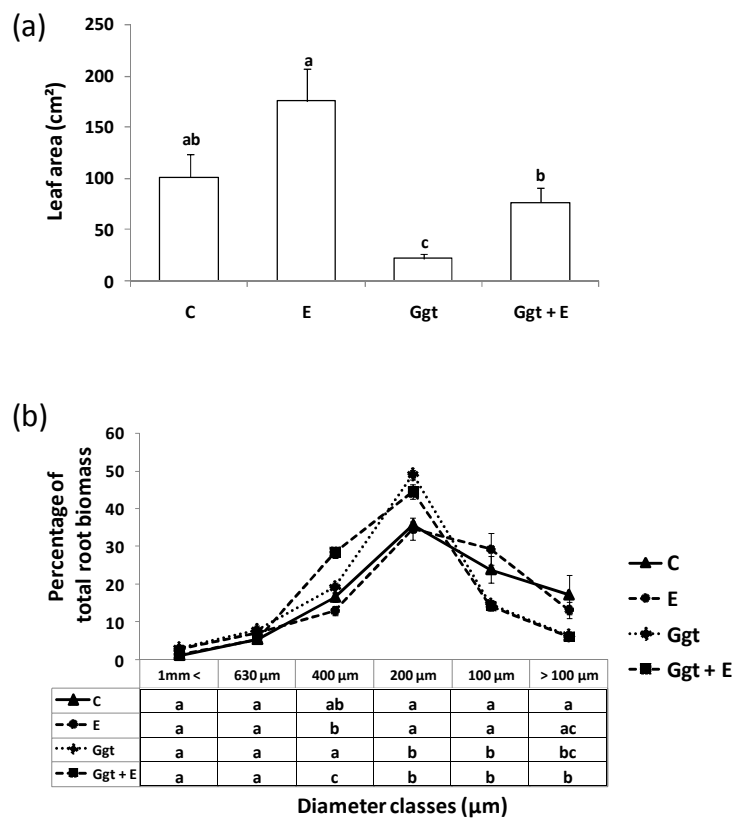 (a)
Leaf area (cm²)
250
200
150
100
50
0
ab
a
c
b
C E Ggt Ggt + E
(b)
Percentage of
total root biomass
60
50
40
30
20
10
0
C
E
Ggt
Ggt + E
1mm < 630 µm 400 µm 200 µm 100 µm > 100 µm
C a a ab a a a
E a a b a a ac
Ggt a a a b b bc
Ggt + E a a c b b b
Diameter classes (µm)